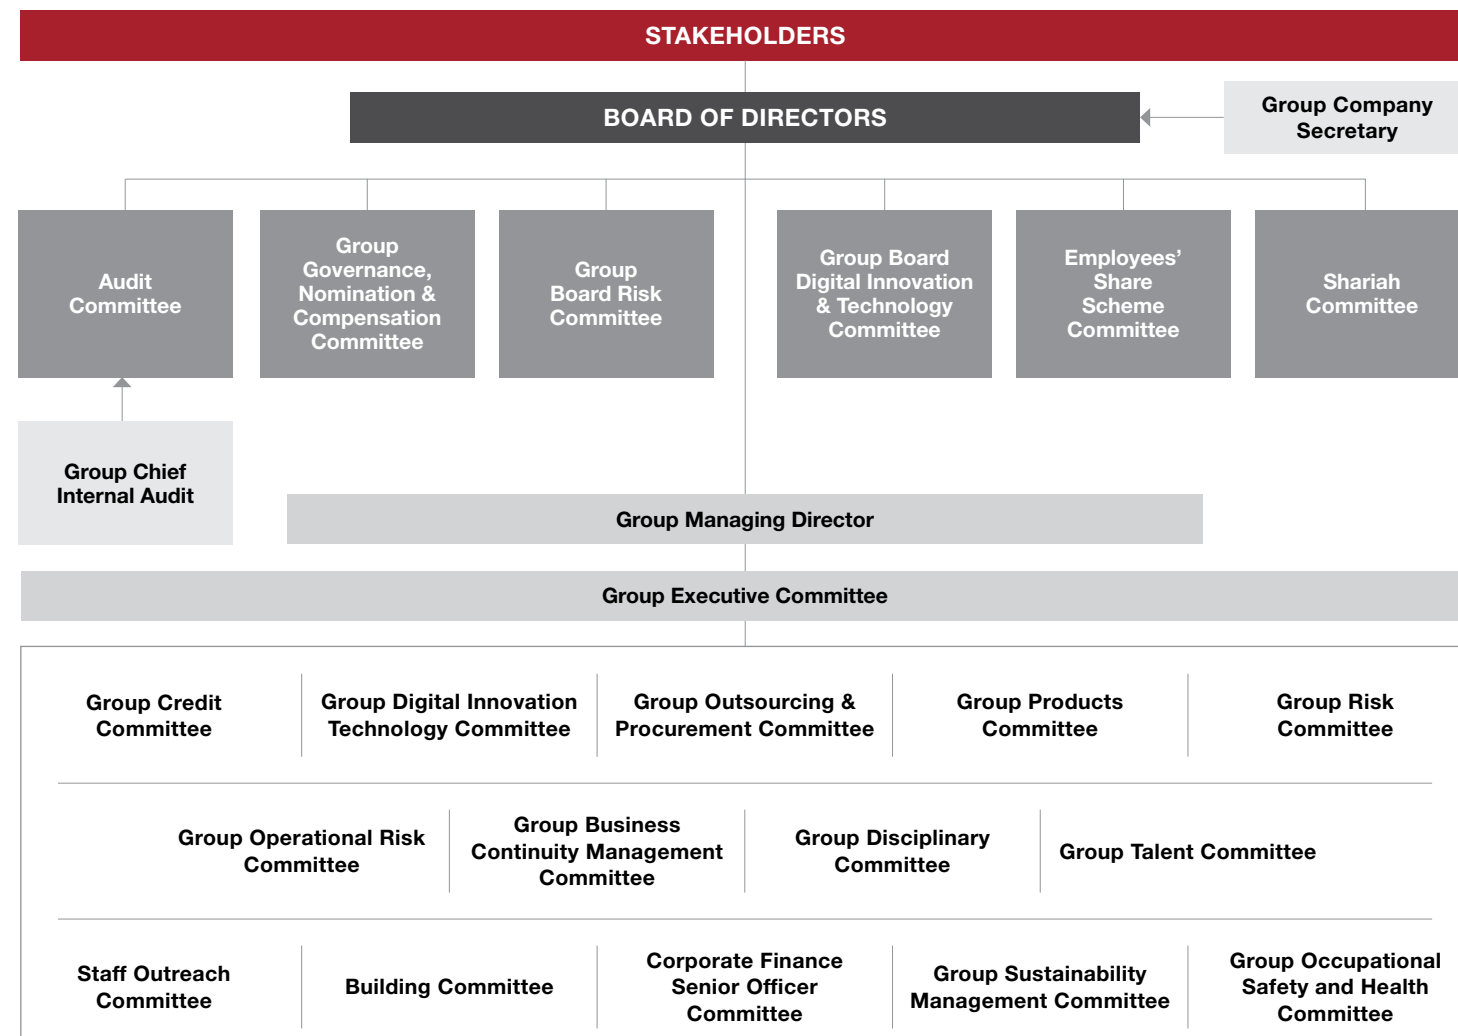 STAKEHOLDERS
BOARD OF DIRECTORS
Group Company
Secretary
Audit
Committee
Group
Governance,
Nomination &
Compensation
Committee
Group
Board Risk
Committee
Group Board
Digital Innovation
& Technology
Committee
Employees’
Share
Scheme
Committee
Shariah
Committee
Group Chief
Internal Audit
Group Managing Director
Group Executive Committee
Group Credit
Committee
Group Digital Innovation
Technology Committee
Group Outsourcing &
Procurement Committee
Group Products
Committee
Group Risk
Committee
Group Operational Risk
Committee
Group Business
Continuity Management
Committee
Group Disciplinary
Committee
Group Talent Committee
Staff Outreach
Committee
Building Committee
Corporate Finance
Senior Officer
Committee
Group Sustainability
Management Committee
Group Occupational
Safety and Health
Committee